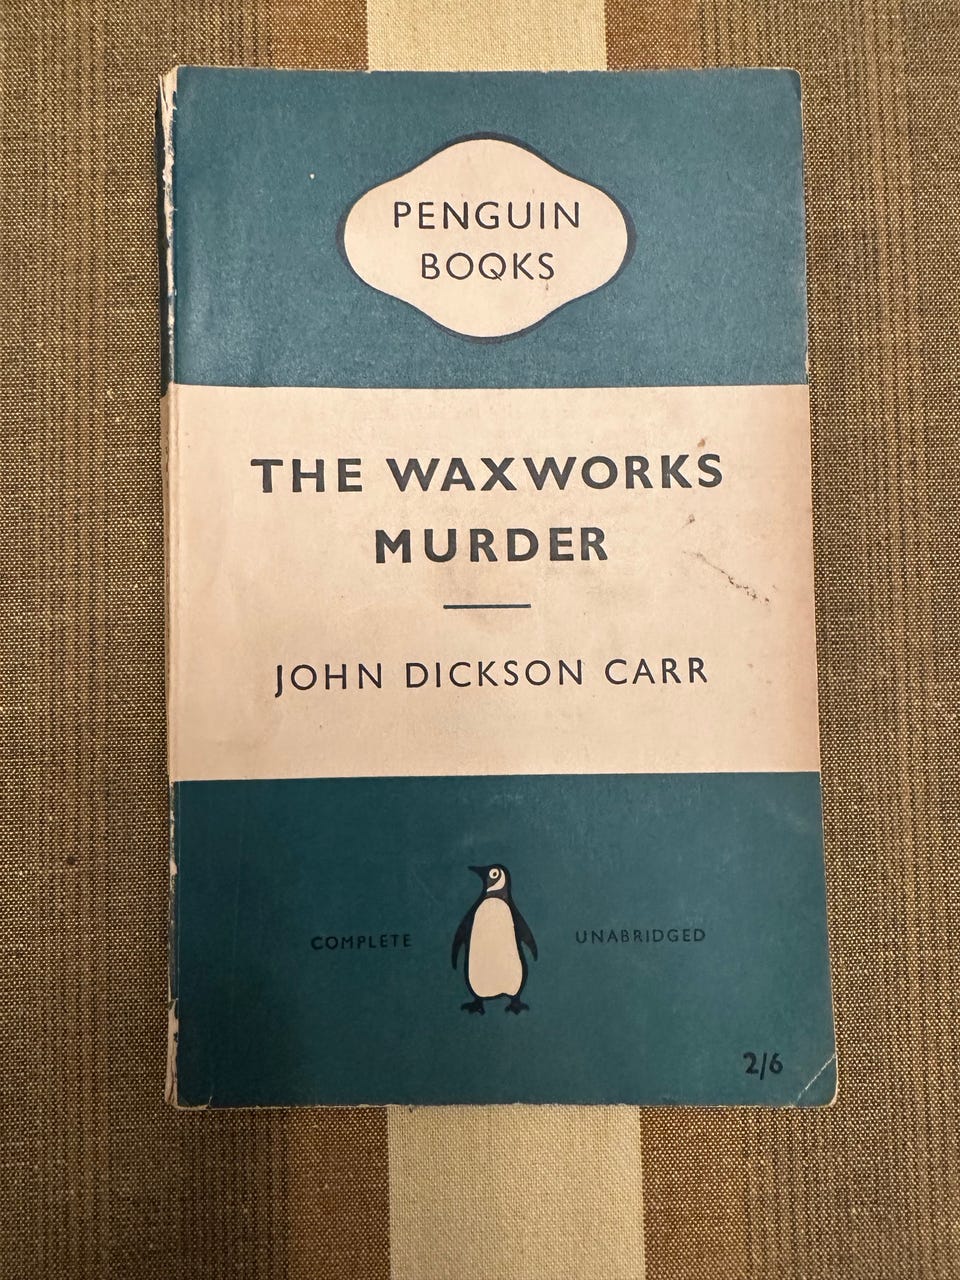 PENGUIN
BOOKS
THE WAXWORKS
MURDER
JOHN DICKSON CARR
COMPLETE UNABRIDGED
2/6